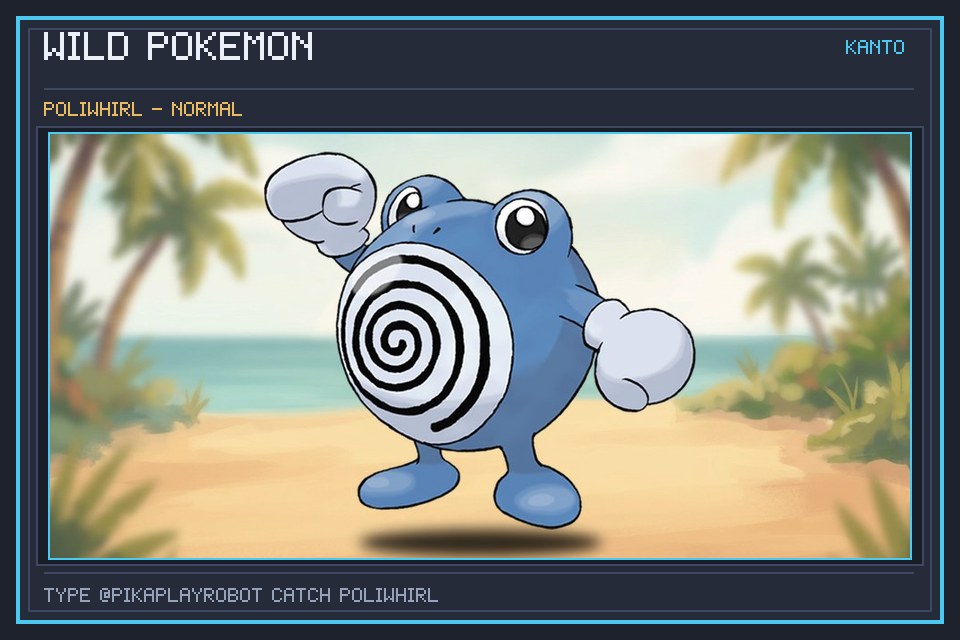 WILD POKEMON
KANTO
POLIWHIRL - NORMAL
TYPE @PIKAPLAYROBOT CATCH POLIWHIRL